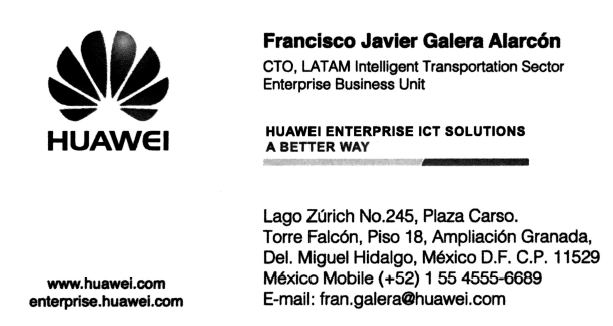 HUAWEI
Francisco Javier Galera Alarcón
CTO, LATAM Intelligent Transportation Sector
Enterprise Business Unit
HUAWEI ENTERPRISE ICT SOLUTIONS
A BETTER WAY
Lago Zúrich No.245, Plaza Carso.
Torre Falcón, Piso 18, Ampliación Granada,
Del. Miguel Hidalgo, México D.F. C.P. 11529
México Mobile (+52) 1 55 4555-6689
E-mail: fran.galera@huawei.com
www.huawei.com
enterprise.huawei.com